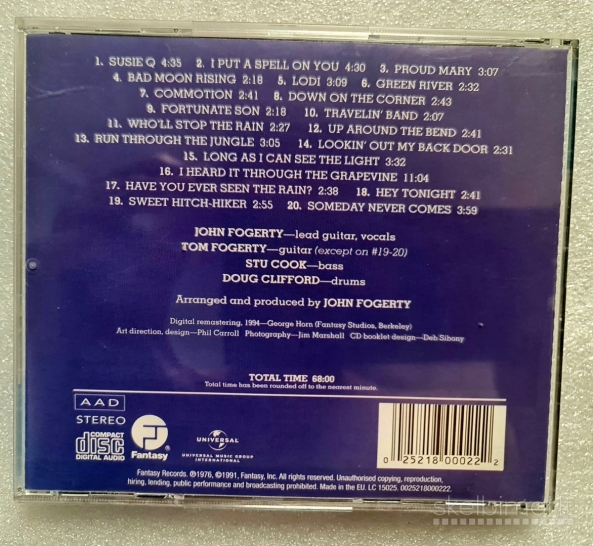 1. SUSIE Q 4:35 2. I PUT A SPELL ON YOU 4:30 3. PROUD MARY 3:07
4. BAD MOON RISING 2:18 5. LODI 3:09 6. GREEN RIVER 2:32
7. COMMOTION 2:41 8. DOWN ON THE CORNER 2:43
9. FORTUNATE SON 2:18 10. TRAVELIN' BAND 2:07
11. WHO'LL STOP THE RAIN 2:27 12. UP AROUND THE BEND 2:41
13. RUN THROUGH THE JUNGLE 3:05 14. LOOKIN' OUT MY BACK DOOR 2:31
15. LONG AS I CAN SEE THE LIGHT 3:32
16. I HEARD IT THROUGH THE GRAPEVINE 11:04
17. HAVE YOU EVER SEEN THE RAIN? 2:38 18. HEY TONIGHT 2:41
19. SWEET HITCH-HIKER 2:55 20. SOMEDAY NEVER COMES 3:59
JOHN FOGERTY—lead guitar, vocals
TOM FOGERTY—guitar (except on #19-20)
STU COOK—bass
DOUG CLIFFORD—drums
Arranged and produced by JOHN FOGERTY
Digital remastering, 1994—George Horn (Fantasy Studios, Berkeley)
Art direction, design—Phil Carroll Photography—Jim Marshall CD booklet design—Deb Sibony
TOTAL TIME 68:00
Total time has been rounded off to the nearest minute.
AAD
STEREO
COMPACT
disc
DIGITAL AUDIO
Fantasy ®
UNIVERSAL
UNIVERSAL MUSIC GROUP
INTERNATIONAL
0 25218 00022 2
Fantasy Records. ℗1976, ©1991, Fantasy, Inc. All rights reserved. Unauthorised copying, reproduction,
hiring, lending, public performance and broadcasting prohibited. Made in the EU. LC 15025. 0025218000222.